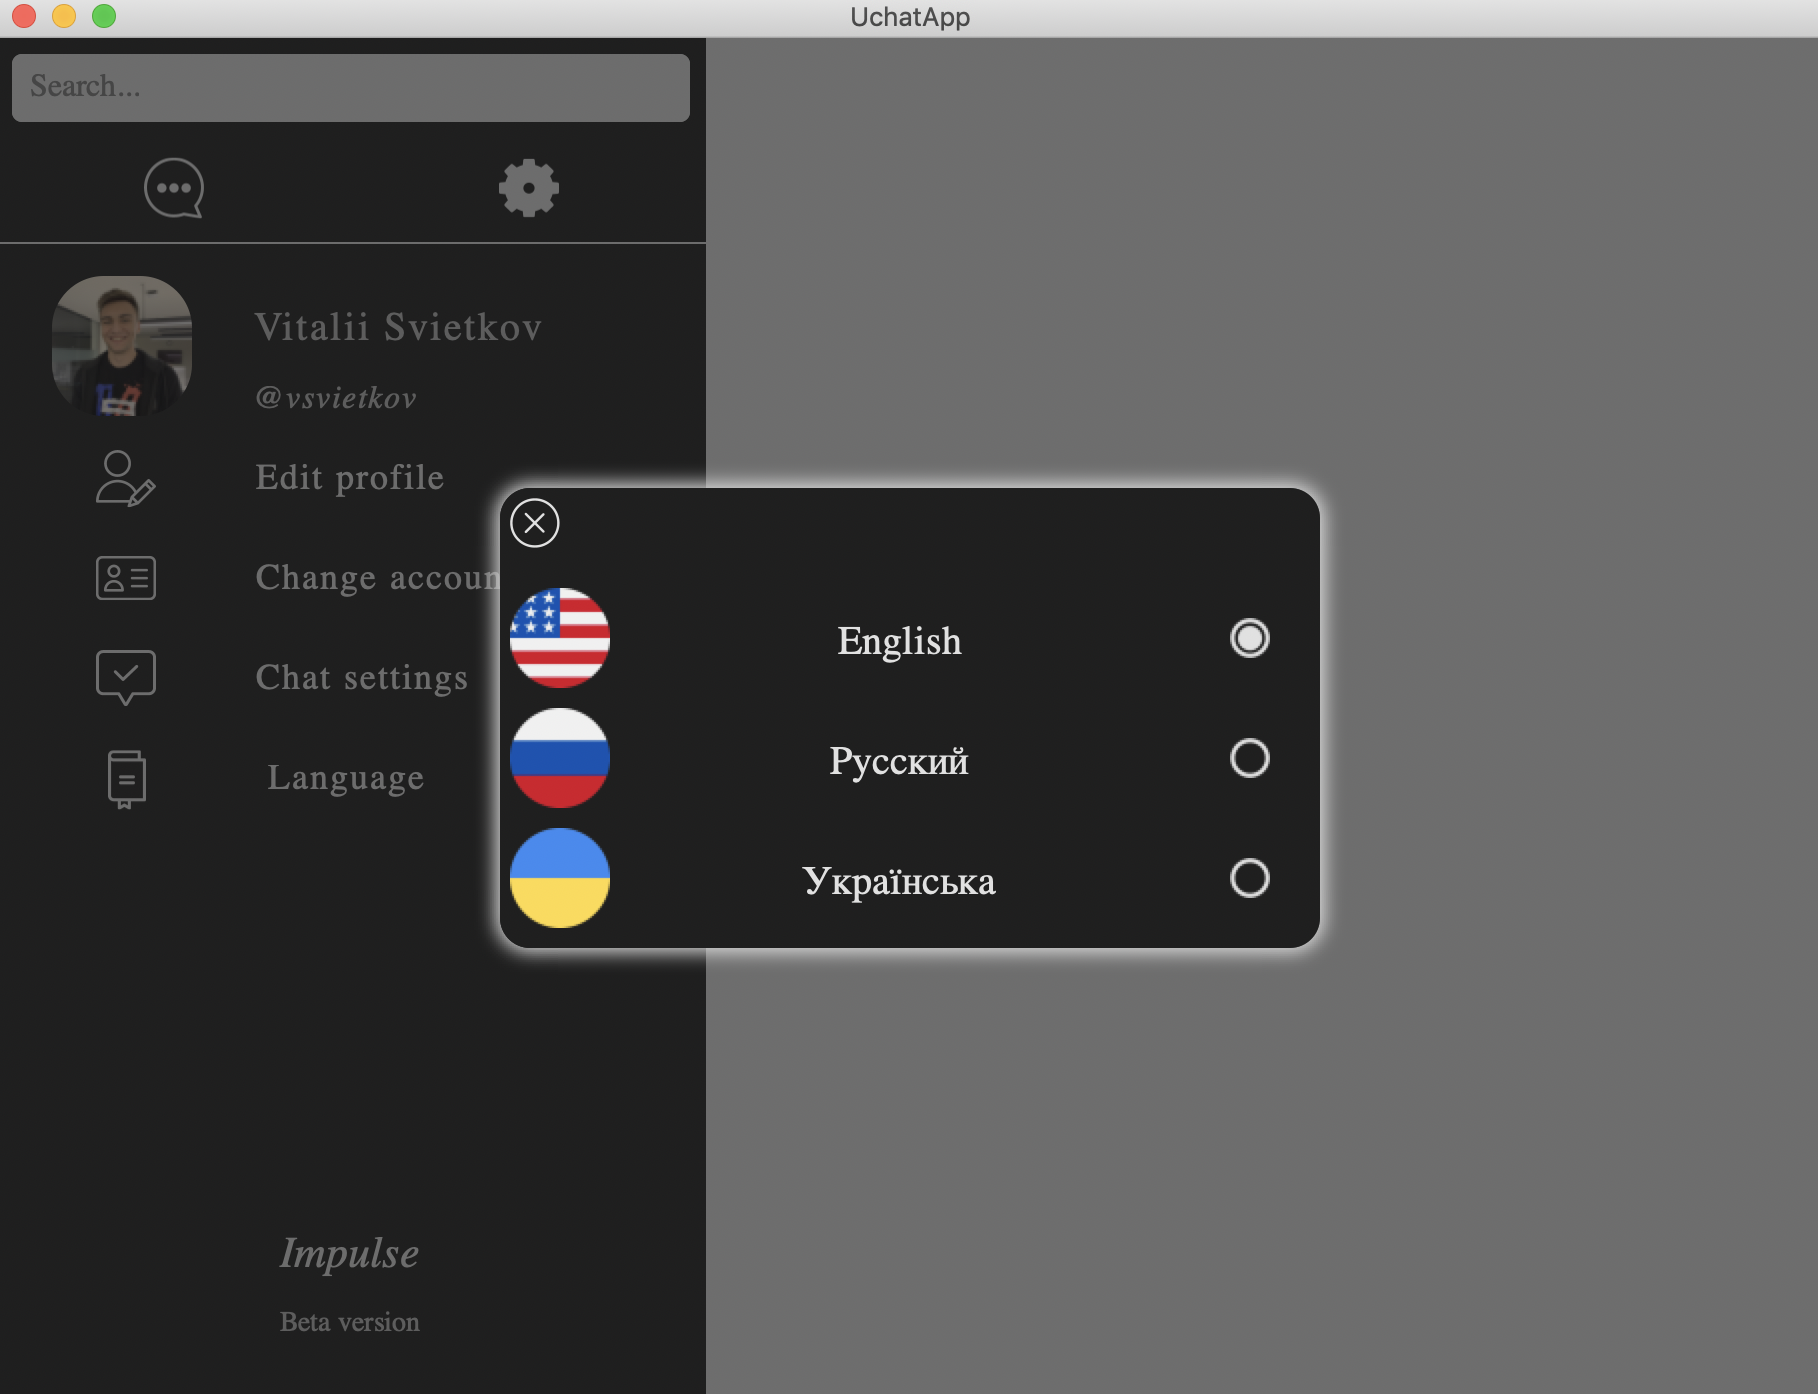 UchatApp
Search...
Vitalii Svietkov
@vsvietkov
Edit profile
Change accoun
Chat settings
Language
English
Русский
Українська
Impulse
Beta version